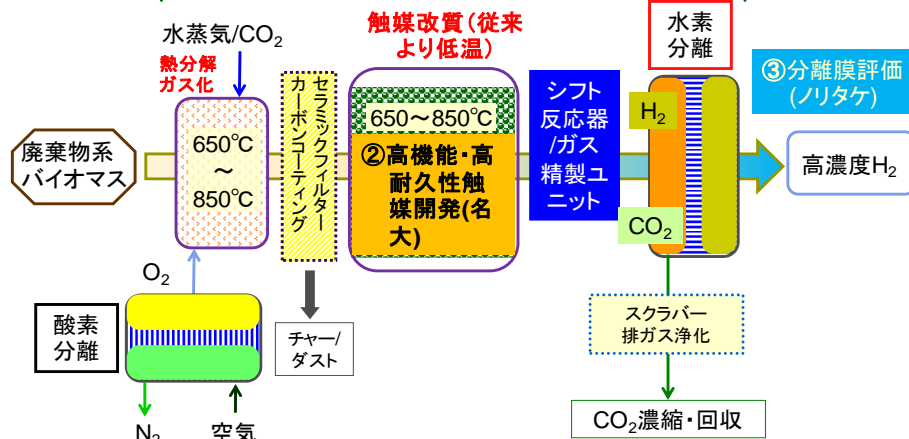 水蒸気/CO₂
熱分解
ガス化
触媒改質(従来
より低温)
水素
分離
③分離膜評価
(ノリタケ)
廃棄物系
バイオマス
650℃
~
850℃
セラミックフィルター
カーボンコーティング
650~850℃
②高機能・高
耐久性触
媒開発(名
大)
シフト
反応器
/ガス
精製ユ
ニット
H₂
CO₂
高濃度H₂
O₂
酸素
分離
チャー/
ダスト
スクラバー
排ガス浄化
N₂
空気
CO₂濃縮・回収